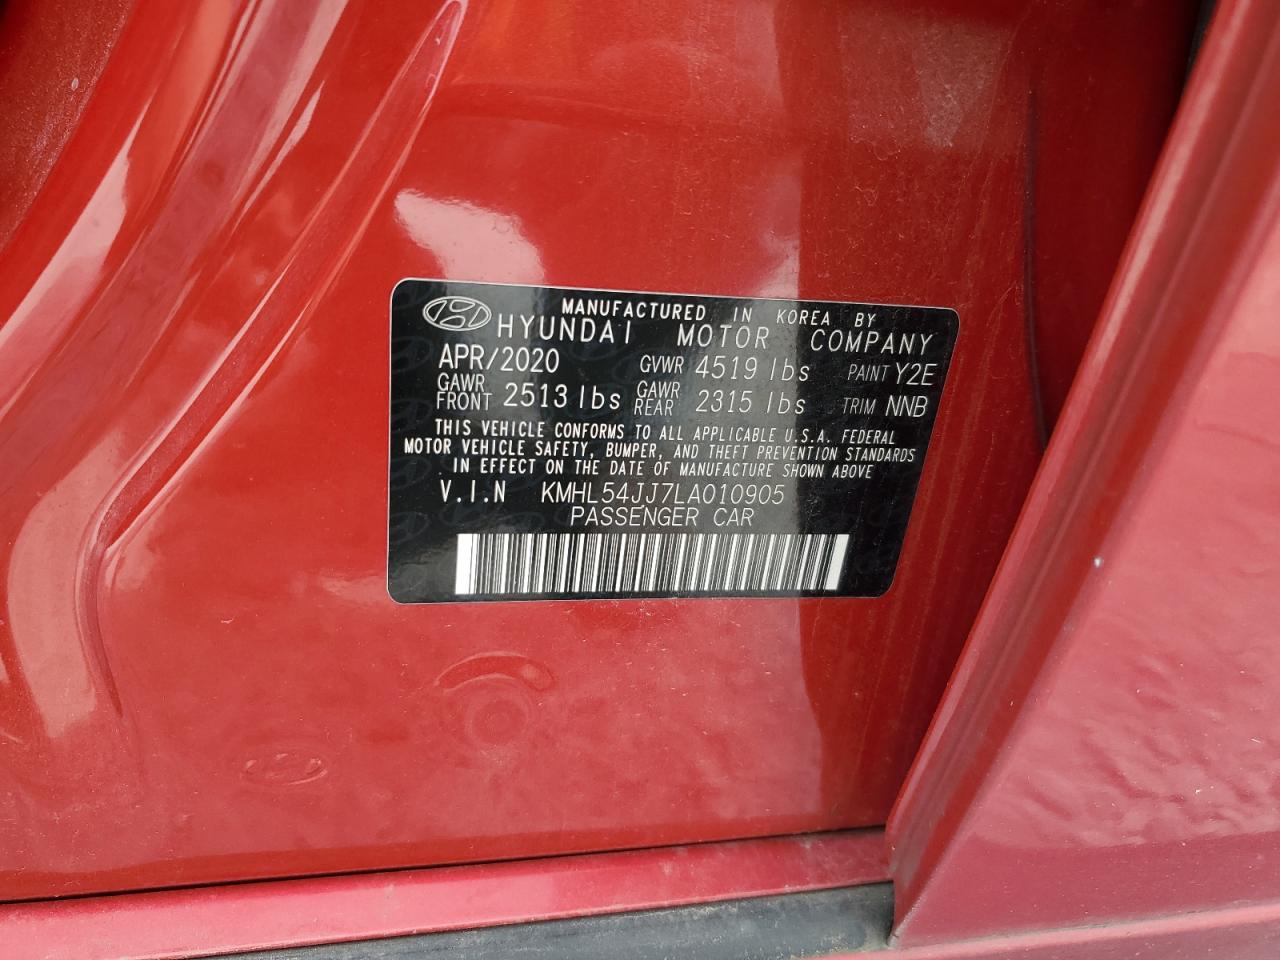 MANUFACTURED IN KOREA BY
HYUNDAI MOTOR COMPANY
APR/2020 GVWR 4519 lbs PAINT Y2E
GAWR FRONT 2513 lbs GAWR REAR 2315 lbs TRIM NNB
THIS VEHICLE CONFORMS TO ALL APPLICABLE U.S.A. FEDERAL
MOTOR VEHICLE SAFETY, BUMPER, AND THEFT PREVENTION STANDARDS
IN EFFECT ON THE DATE OF MANUFACTURE SHOWN ABOVE
V.I.N KMHL54JJ7LA010905
PASSENGER CAR